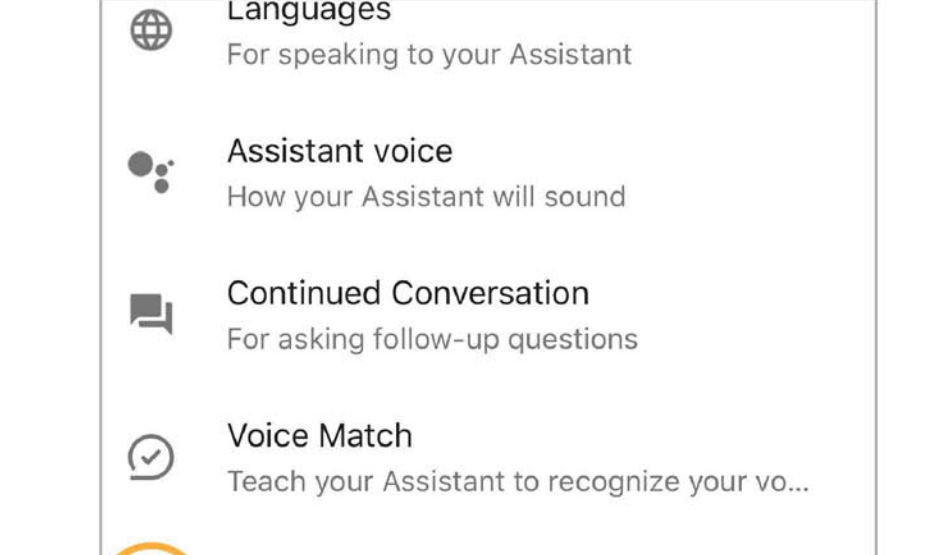 Languages
For speaking to your Assistant
Assistant voice
How your Assistant will sound
Continued Conversation
For asking follow-up questions
Voice Match
Teach your Assistant to recognize your vo...